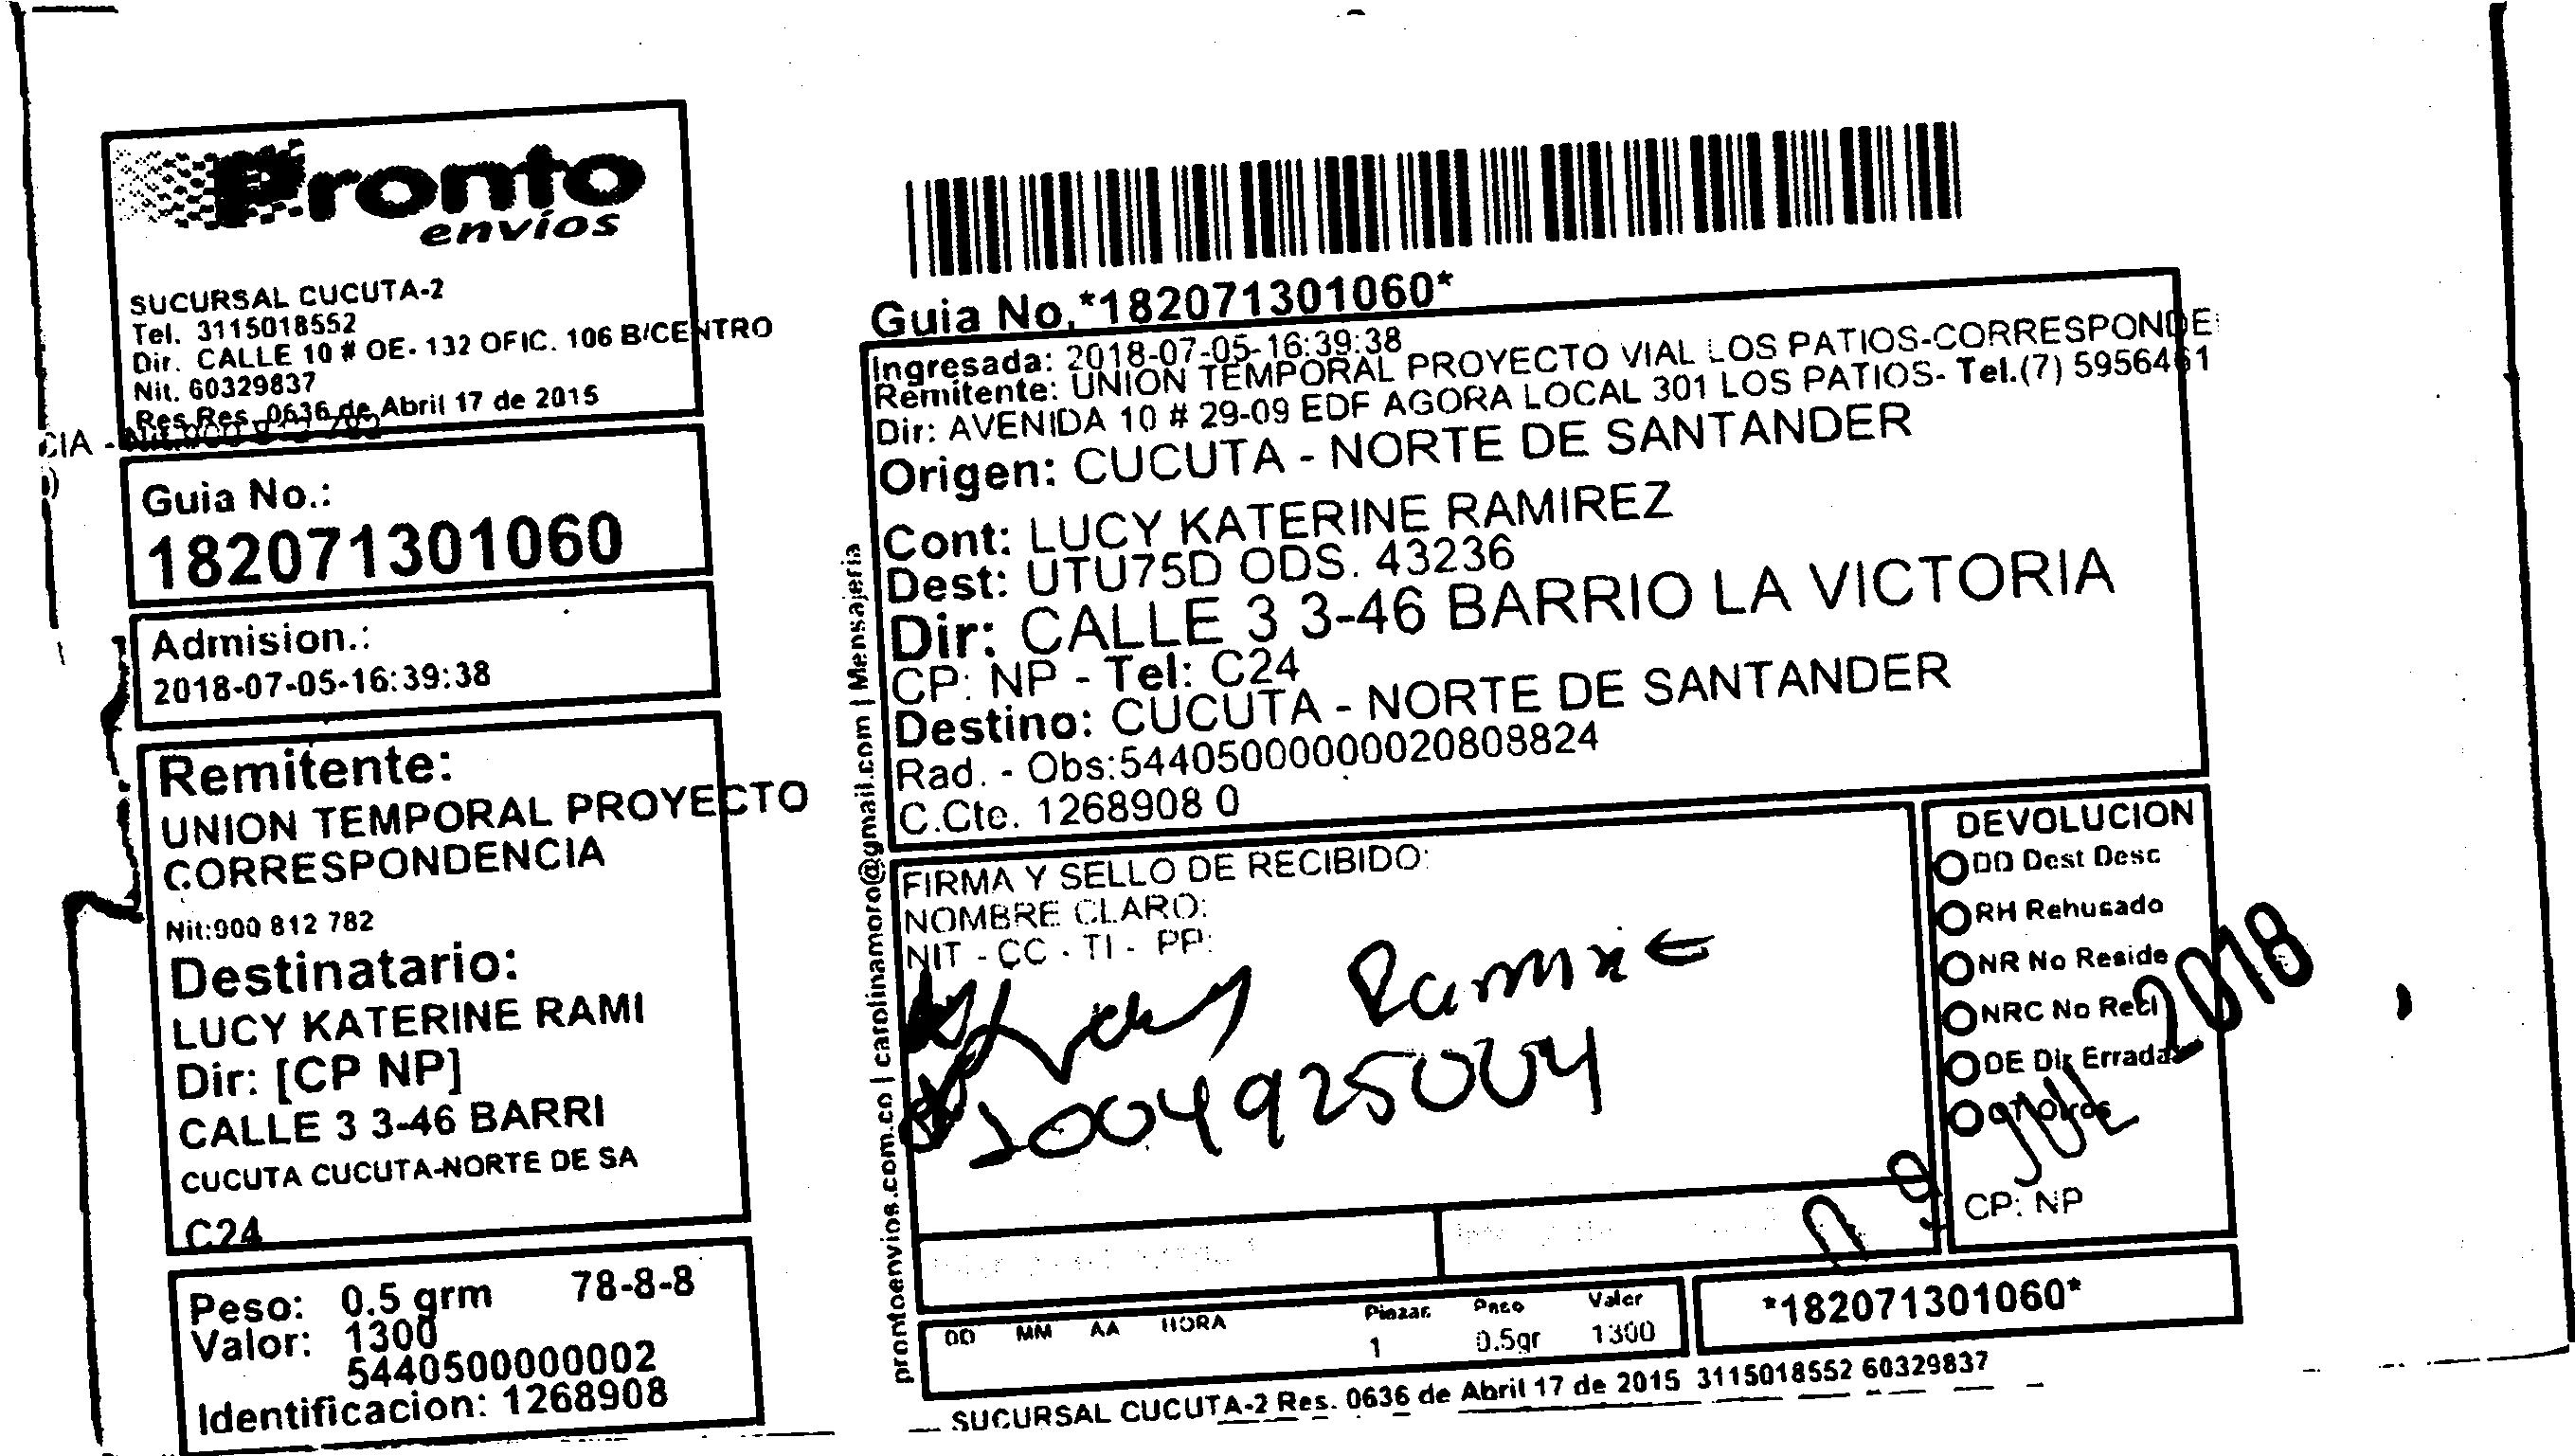 Pronto
envíos
SUCURSAL CUCUTA-2
Tel. 3115018552
Dir. CALLE 10 # OE- 132 OFIC. 106 B/CENTRO
Nit. 60329837
Res Res 0636 de Abril 17 de 2015
CIA -
Guia No.:
182071301060
Admision.:
2018-07-05-16:39:38
Remitente:
UNION TEMPORAL PROYECTO
CORRESPONDENCIA
Nit:900 812 782
Destinatario:
LUCY KATERINE RAMI
Dir: [CP NP]
CALLE 3 3-46 BARRI
CUCUTA CUCUTA-NORTE DE SA
C24
Peso: 0.5 grm 78-8-8
Valor: 1300
5440500000002
Identificacion: 1268908
prontoenvios.com.co | carolinamoro@gmail.com | Mensajeria
Guia No.*182071301060*
Ingresada: 2018-07-05-16:39:38
Remitente: UNION TEMPORAL PROYECTO VIAL LOS PATIOS-CORRESPONDE
Dir: AVENIDA 10 # 29-09 EDF AGORA LOCAL 301 LOS PATIOS- Tel.(7) 5956461
Origen: CUCUTA - NORTE DE SANTANDER
Cont: LUCY KATERINE RAMIREZ
Dest: UTU75D ODS. 43236
Dir: CALLE 3 3-46 BARRIO LA VICTORIA
CP: NP - Tel: C24
Destino: CUCUTA - NORTE DE SANTANDER
Rad. - Obs:544050000000020808824
C.Cte. 1268908 0
FIRMA Y SELLO DE RECIBIDO:
NOMBRE CLARO:
NIT - CC - TI - PP:
1004925004
DEVOLUCION
DD Dest Desc
RH Rehusado
NR No Reside
NRC No Recl
DE Dir Errada
OT Otros
CP: NP
JUL 2018
DD MM AA HORA
Piezas Peso Valor
1 0.5gr 1300
*182071301060*
SUCURSAL CUCUTA-2 Res. 0636 de Abril 17 de 2015 3115018552 60329837